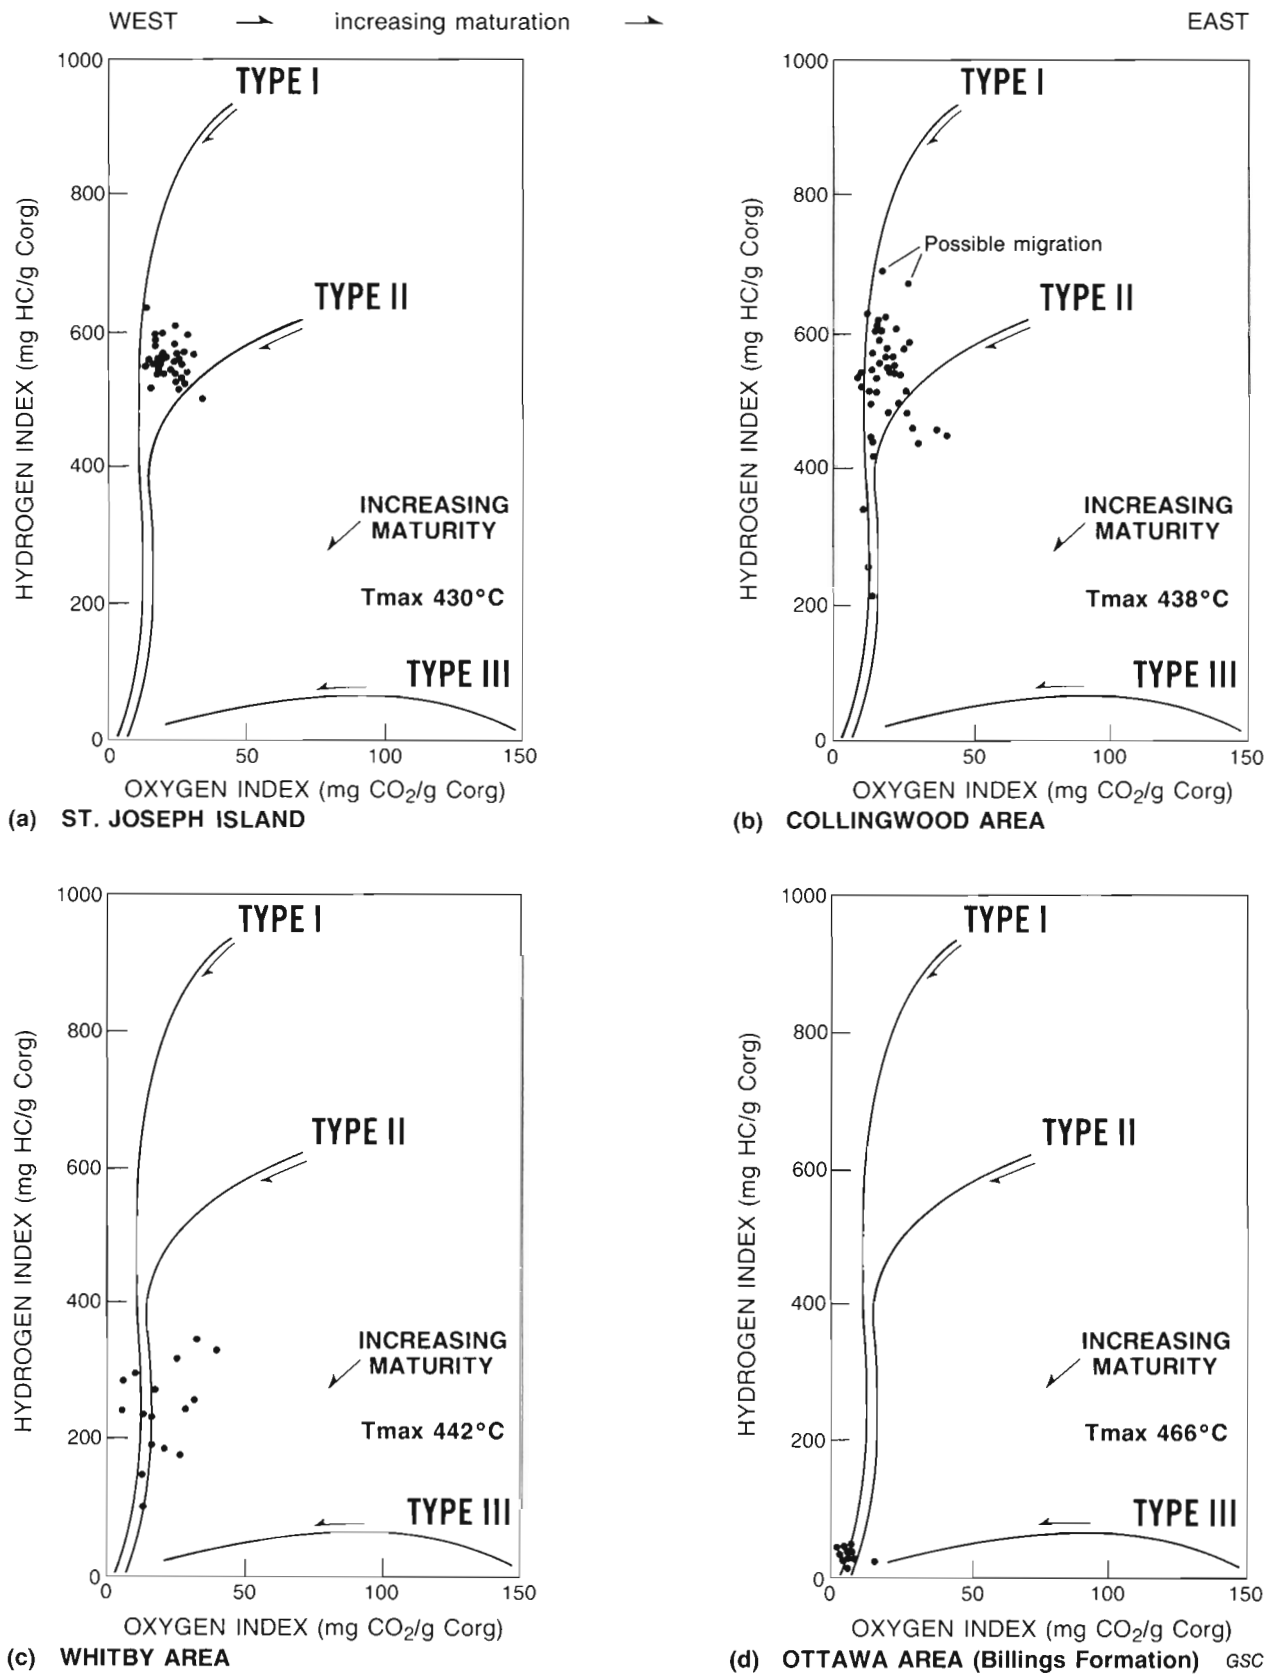 WEST increasing maturation EAST
1000
TYPE I
800
TYPE II
600
HYDROGEN INDEX (mg HC/g Corg)
400
INCREASING
MATURITY
200
Tmax 430°C
TYPE III
0
0 50 100 150
OXYGEN INDEX (mg CO2/g Corg)
(a) ST. JOSEPH ISLAND
1000
TYPE I
800
Possible migration
TYPE II
600
HYDROGEN INDEX (mg HC/g Corg)
400
INCREASING
MATURITY
200
Tmax 438°C
TYPE III
0
0 50 100 150
OXYGEN INDEX (mg CO2/g Corg)
(b) COLLINGWOOD AREA
1000
TYPE I
800
TYPE II
600
HYDROGEN INDEX (mg HC/g Corg)
400
INCREASING
MATURITY
200
Tmax 442°C
TYPE III
0
0 50 100 150
OXYGEN INDEX (mg CO2/g Corg)
(c) WHITBY AREA
1000
TYPE I
800
TYPE II
600
HYDROGEN INDEX (mg HC/g Corg)
400
INCREASING
MATURITY
200
Tmax 466°C
TYPE III
0
0 50 100 150
OXYGEN INDEX (mg CO2/g Corg)
(d) OTTAWA AREA (Billings Formation) GSC